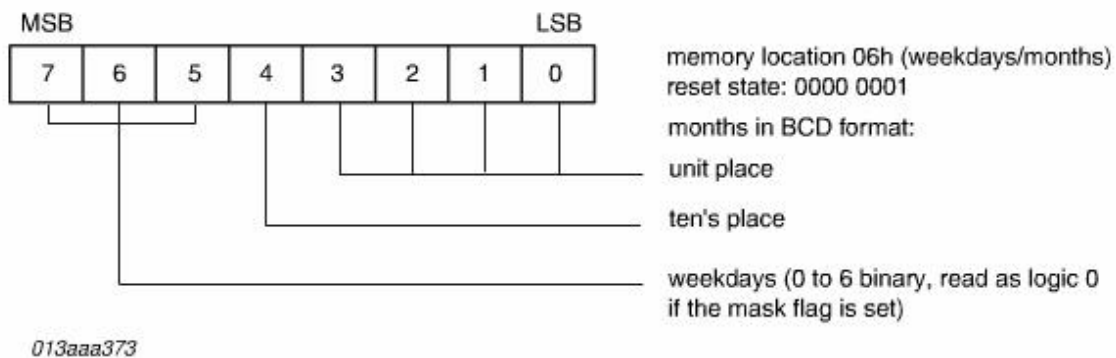 MSB LSB
7 6 5 4 3 2 1 0
memory location 06h (weekdays/months)
reset state: 0000 0001
months in BCD format:
unit place
ten's place
weekdays (0 to 6 binary, read as logic 0
if the mask flag is set)
013aaa373